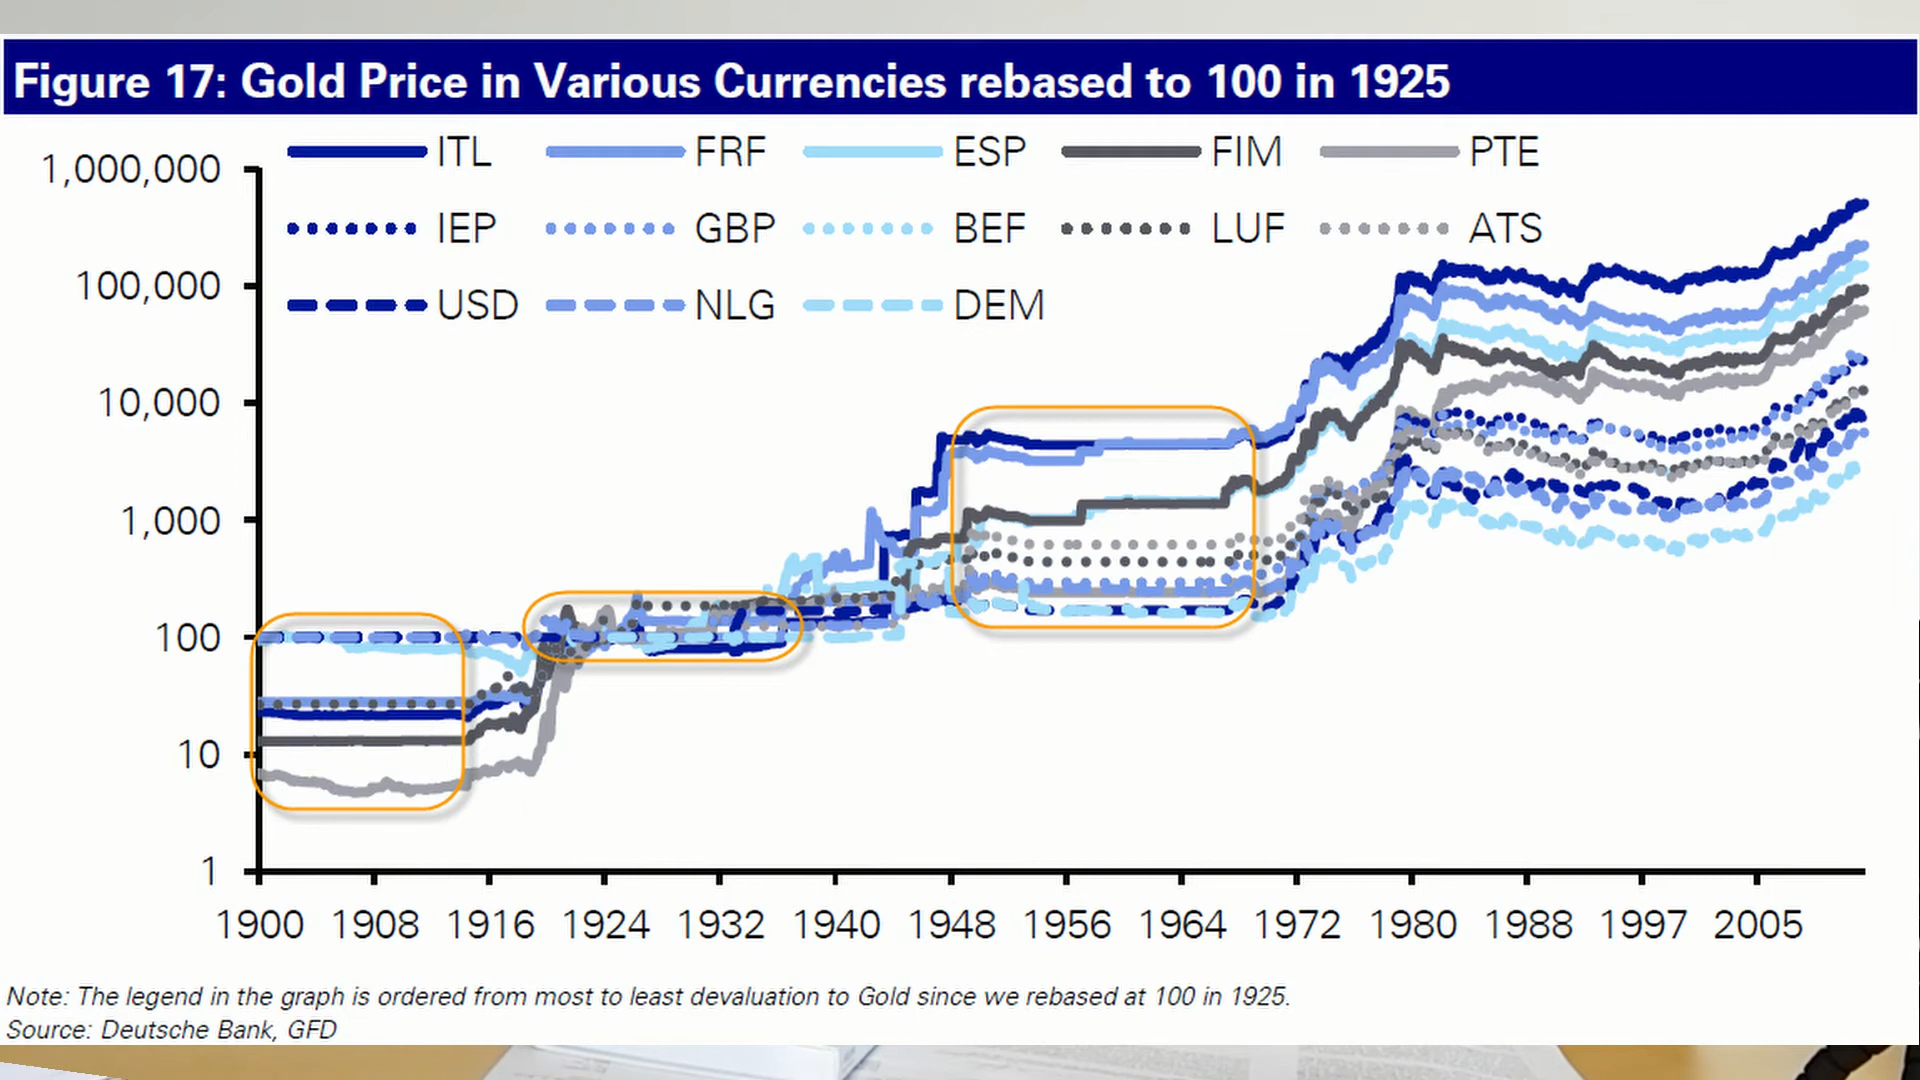 Figure 17: Gold Price in Various Currencies rebased to 100 in 1925
ITL FRF ESP FIM PTE
IEP GBP BEF LUF ATS
USD NLG DEM
1,000,000
100,000
10,000
1,000
100
10
1
1900 1908 1916 1924 1932 1940 1948 1956 1964 1972 1980 1988 1997 2005
Note: The legend in the graph is ordered from most to least devaluation to Gold since we rebased at 100 in 1925.
Source: Deutsche Bank, GFD